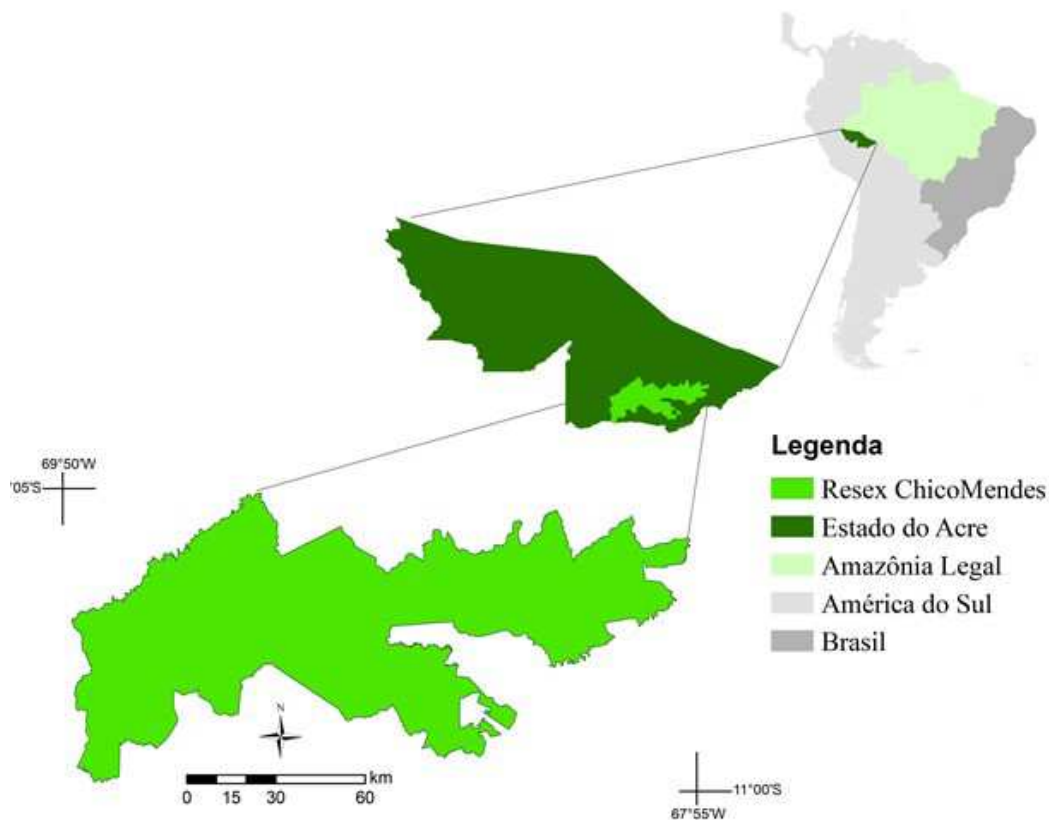 Legenda
Resex ChicoMendes
Estado do Acre
Amazônia Legal
América do Sul
Brasil
69°50'W
'05'S
N
km
0 15 30 60
11°00'S
67°55'W